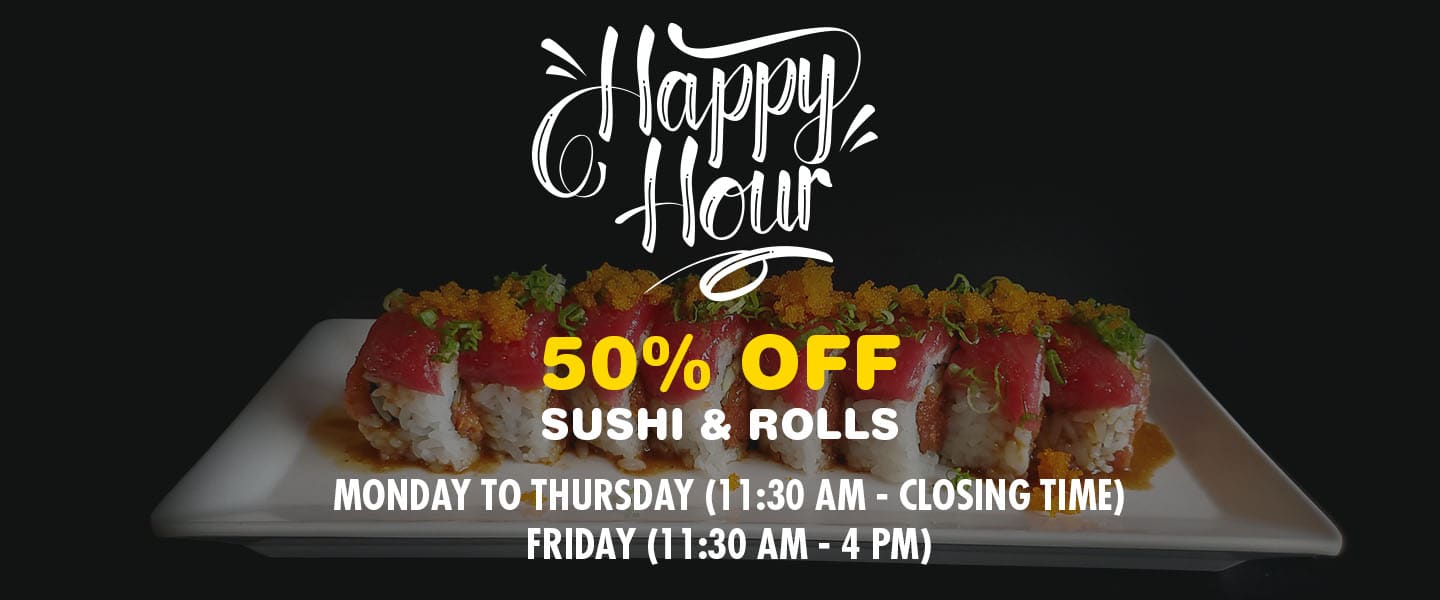 Happy
Hour
50% OFF
SUSHI & ROLLS
MONDAY TO THURSDAY (11:30 AM - CLOSING TIME)
FRIDAY (11:30 AM - 4 PM)